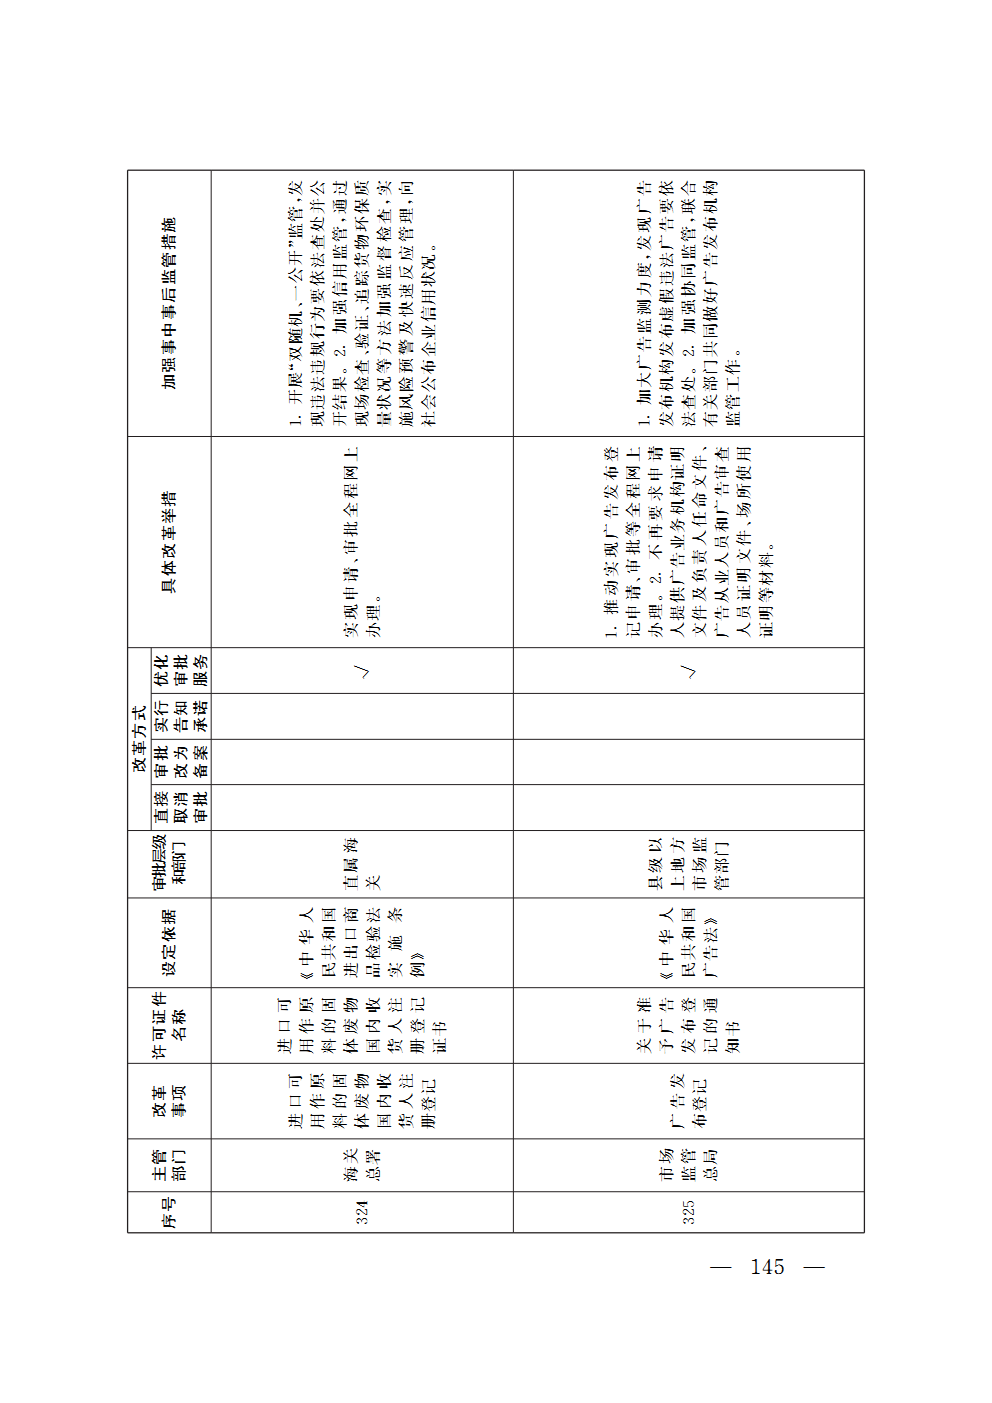 序号
主管
部门
改革
事项
许可证件
名称
设定依据
审批层级
和部门
改革方式
直接
取消
审批
审批
改为
备案
实行
告知
承诺
优化
审批
服务
具体改革举措
加强事中事后监管措施
324
海关
总署
进口可
用作原
料的固
体废物
国内收
货人注
册登记
进口可
用作原
料的固
体废物
国内收
货人注
册登记
证书
《中华人
民共和国
进出口商
品检验法
实施条
例》
直属海
关
√
实现申请、审批全程网上
办理。
1. 开展“双随机、一公开”监管,发
现违法违规行为要依法查处并公
开结果。2. 加强信用监管,通过
现场检查、验证、追踪货物环保质
量状况等方法加强监督检查,实
施风险预警及快速反应管理,向
社会公布企业信用状况。
325
市场
监管
总局
广告发
布登记
关于准
予广告
发布登
记的通
知书
《中华人
民共和国
广告法》
县级以
上地方
市场监
管部门
√
1. 推动实现广告发布登
记申请、审批等全程网上
办理。2. 不再要求申请
人提供广告业务机构证明
文件及负责人任命文件、
广告从业人员和广告审查
人员证明文件、场所使用
证明等材料。
1. 加大广告监测力度,发现广告
发布机构发布虚假违法广告要依
法查处。2. 加强协同监管,联合
有关部门共同做好广告发布机构
监管工作。
— 145 —